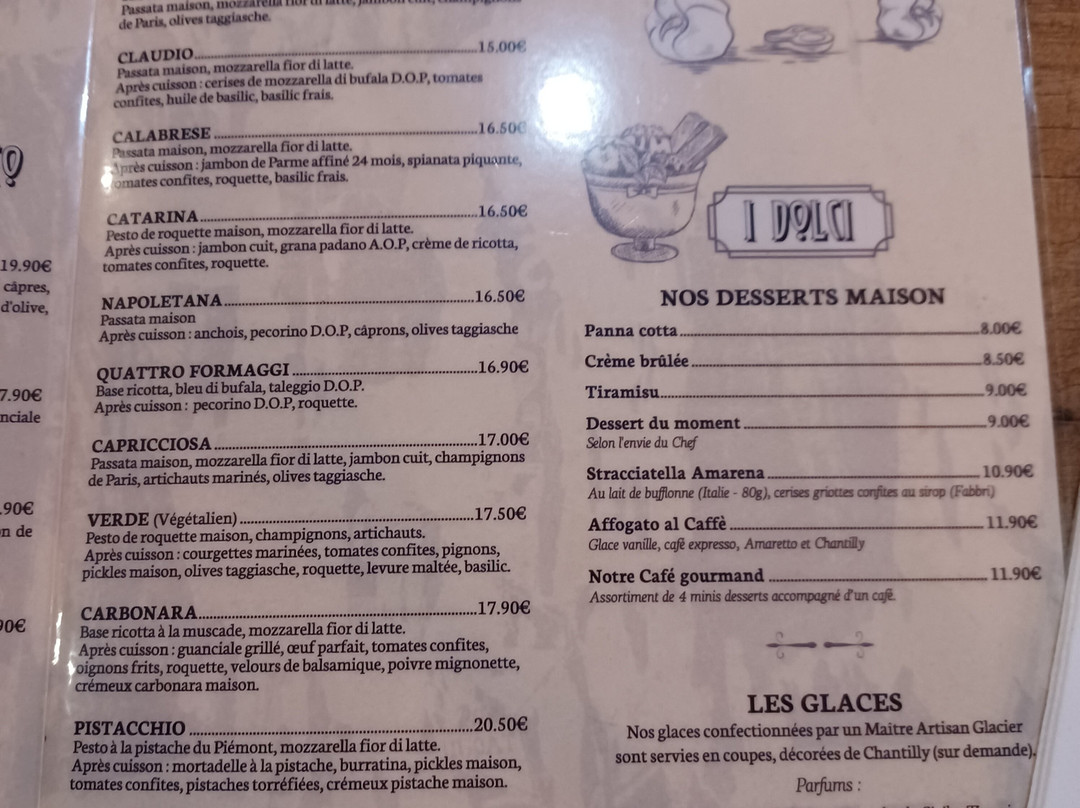 19.90€
câpres,
d'olive,
7.90€
nciale
.90€
n de
90€
Passata maison, mozzarella fior di latte, jambon cuit, champignons
de Paris, olives taggiasche.
CLAUDIO 15.00€
Passata maison, mozzarella fior di latte.
Après cuisson : cerises de mozzarella di bufala D.O.P, tomates
confites, huile de basilic, basilic frais.
CALABRESE 16.50€
Passata maison, mozzarella fior di latte.
Après cuisson : jambon de Parme affiné 24 mois, spianata piquante,
tomates confites, roquette, basilic frais.
CATARINA 16.50€
Pesto de roquette maison, mozzarella fior di latte.
Après cuisson : jambon cuit, grana padano A.O.P, crème de ricotta,
tomates confites, roquette.
NAPOLETANA 16.50€
Passata maison
Après cuisson : anchois, pecorino D.O.P, câprons, olives taggiasche
QUATTRO FORMAGGI 16.90€
Base ricotta, bleu di bufala, taleggio D.O.P.
Après cuisson : pecorino D.O.P, roquette.
CAPRICCIOSA 17.00€
Passata maison, mozzarella fior di latte, jambon cuit, champignons
de Paris, artichauts marinés, olives taggiasche.
VERDE (Végétalien) 17.50€
Pesto de roquette maison, champignons, artichauts.
Après cuisson : courgettes marinées, tomates confites, pignons,
pickles maison, olives taggiasche, roquette, levure maltée, basilic.
CARBONARA 17.90€
Base ricotta à la muscade, mozzarella fior di latte.
Après cuisson : guanciale grillé, œuf parfait, tomates confites,
oignons frits, roquette, velours de balsamique, poivre mignonette,
crémeux carbonara maison.
PISTACCHIO 20.50€
Pesto à la pistache du Piémont, mozzarella fior di latte.
Après cuisson : mortadelle à la pistache, burratina, pickles maison,
tomates confites, pistaches torréfiées, crémeux pistache maison.
I DOLCI
NOS DESSERTS MAISON
Panna cotta 8.00€
Crème brûlée 8.50€
Tiramisu 9.00€
Dessert du moment 9.00€
Selon l'envie du Chef
Stracciatella Amarena 10.90€
Au lait de bufflonne (Italie - 80g), cerises griottes confites au sirop (Fabbri)
Affogato al Caffè 11.90€
Glace vanille, café expresso, Amaretto et Chantilly
Notre Café gourmand 11.90€
Assortiment de 4 minis desserts accompagné d'un café.
LES GLACES
Nos glaces confectionnées par un Maitre Artisan Glacier
sont servies en coupes, décorées de Chantilly (sur demande).
Parfums :